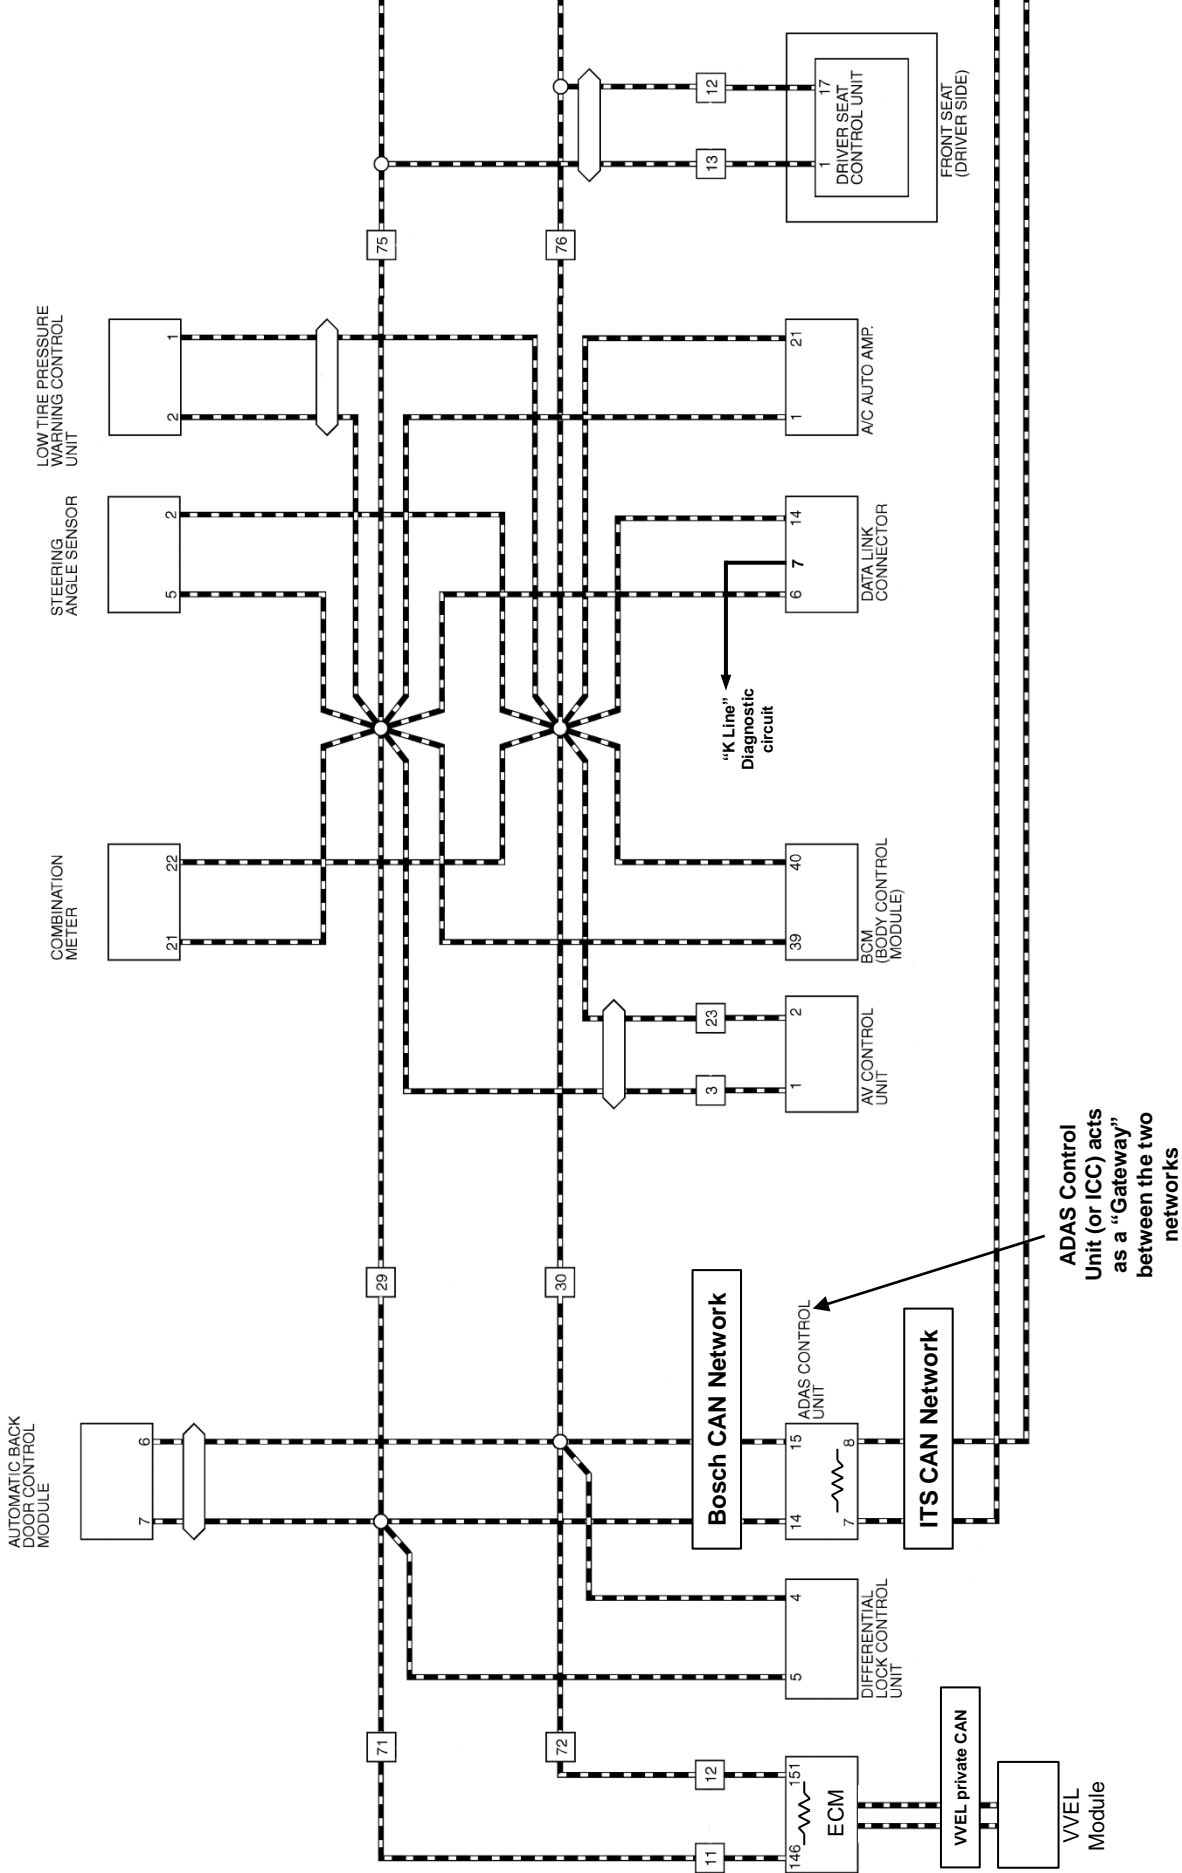 AUTOMATIC BACK
DOOR CONTROL
MODULE
7
6
COMBINATION
METER
21
22
STEERING
ANGLE SENSOR
5
2
LOW TIRE PRESSURE
WARNING CONTROL
UNIT
2
1
71
29
75
72
30
76
"K Line"
Diagnostic
circuit
11
12
3
23
13
12
146
151
ECM
5
4
DIFFERENTIAL
LOCK CONTROL
UNIT
Bosch CAN Network
14
15
7
8
ADAS CONTROL
UNIT
1
2
AV CONTROL
UNIT
39
40
BCM
(BODY CONTROL
MODULE)
6
7
14
DATA LINK
CONNECTOR
1
21
A/C AUTO AMP.
1
17
DRIVER SEAT
CONTROL UNIT
FRONT SEAT
(DRIVER SIDE)
VVEL private CAN
ITS CAN Network
VVEL
Module
ADAS Control
Unit (or ICC) acts
as a "Gateway"
between the two
networks